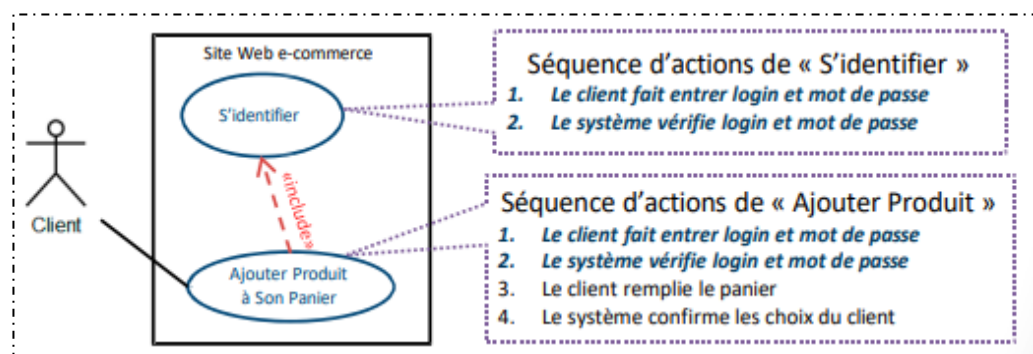 Site Web e-commerce
S'identifier
«include»
Client
Ajouter Produit
à Son Panier
Séquence d'actions de « S'identifier »
1. Le client fait entrer login et mot de passe
2. Le système vérifie login et mot de passe
Séquence d'actions de « Ajouter Produit »
1. Le client fait entrer login et mot de passe
2. Le système vérifie login et mot de passe
3. Le client remplie le panier
4. Le système confirme les choix du client